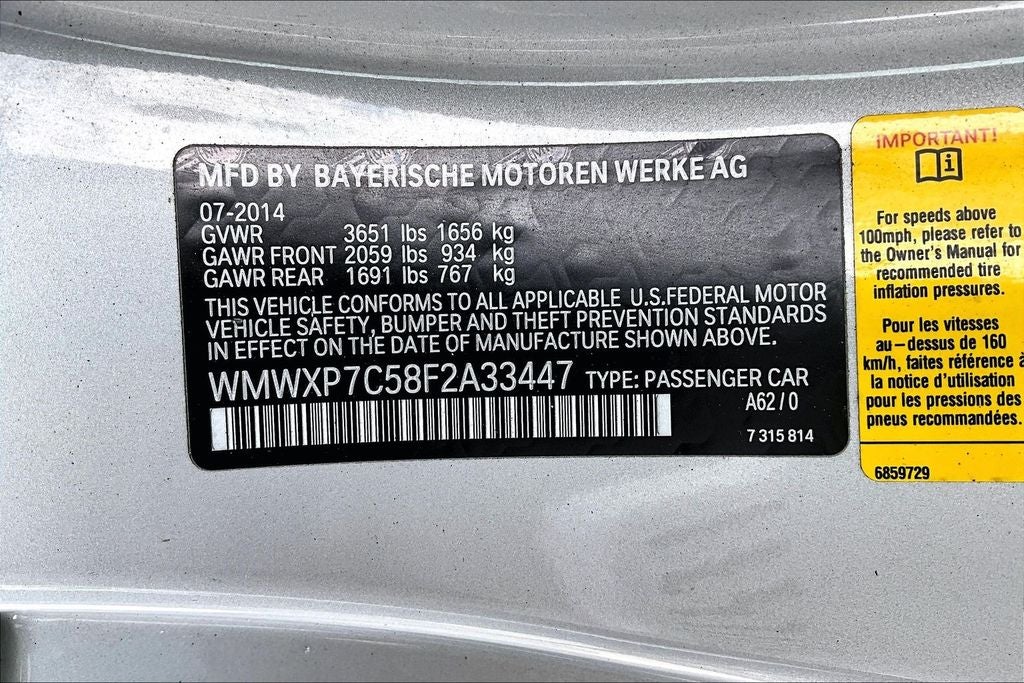 MFD BY BAYERISCHE MOTOREN WERKE AG
07-2014
GVWR 3651 lbs 1656 kg
GAWR FRONT 2059 lbs 934 kg
GAWR REAR 1691 lbs 767 kg
THIS VEHICLE CONFORMS TO ALL APPLICABLE U.S.FEDERAL MOTOR
VEHICLE SAFETY, BUMPER AND THEFT PREVENTION STANDARDS
IN EFFECT ON THE DATE OF MANUFACTURE SHOWN ABOVE.
WMWXP7C58F2A33447 TYPE: PASSENGER CAR
A62/0
7 315 814
IMPORTANT!
i
For speeds above
100mph, please refer to
the Owner's Manual for
recommended tire
inflation pressures.
Pour les vitesses
au-dessus de 160
km/h, faites référence à
la notice d'utilisation
pour les pressions des
pneus recommandées.
6859729